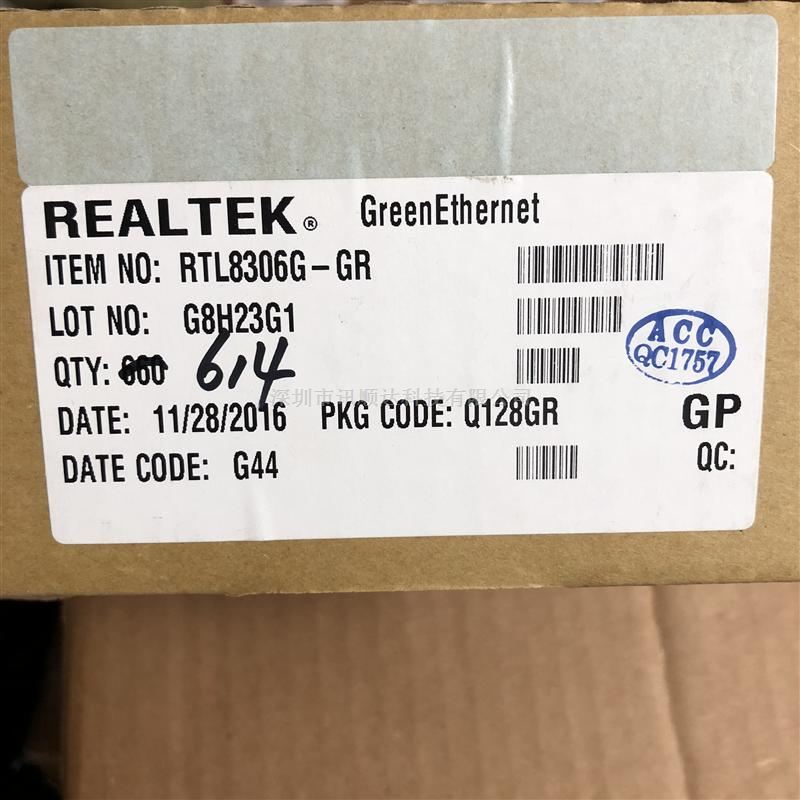 REALTEK® GreenEthernet
ITEM NO: RTL8306G-GR
LOT NO: G8H23G1
QTY: 660 614
ACC
QC1757
深圳市讯顺达科技有限公司
DATE: 11/28/2016 PKG CODE: Q128GR GP
DATE CODE: G44 QC: